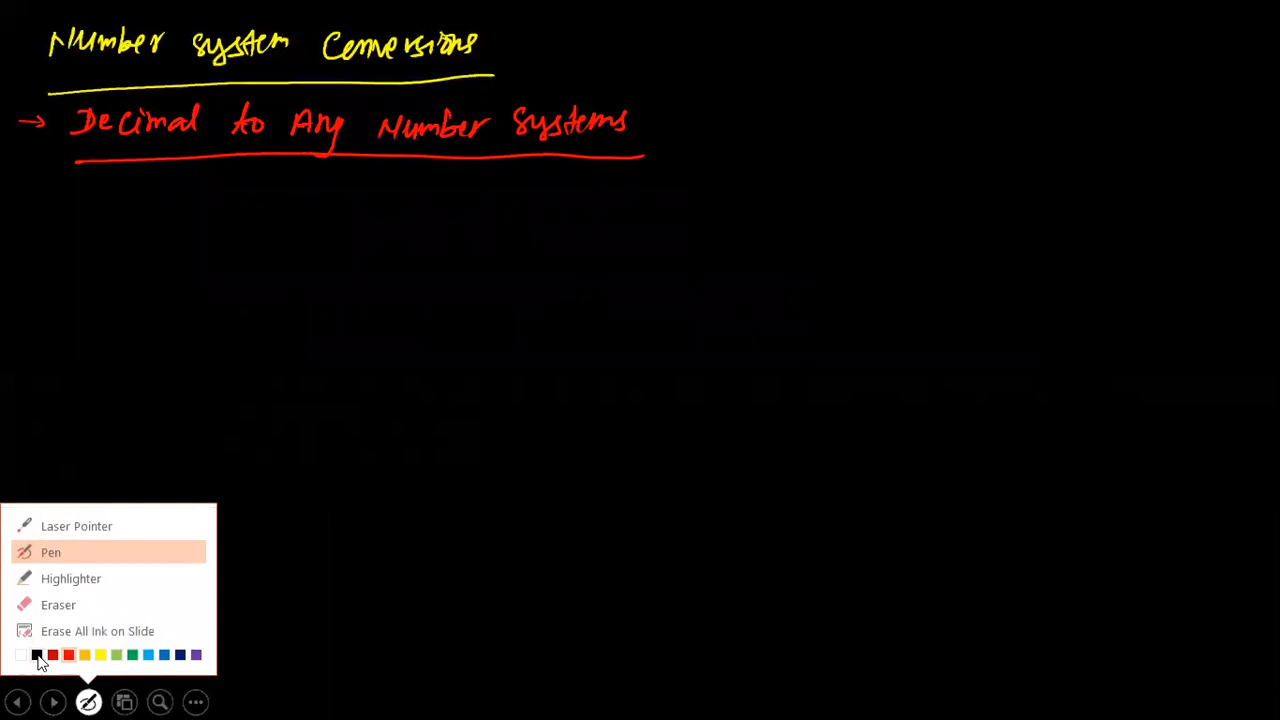 Number system Conversions
→ Decimal to Any Number Systems
Laser Pointer
Pen
Highlighter
Eraser
Erase All Ink on Slide